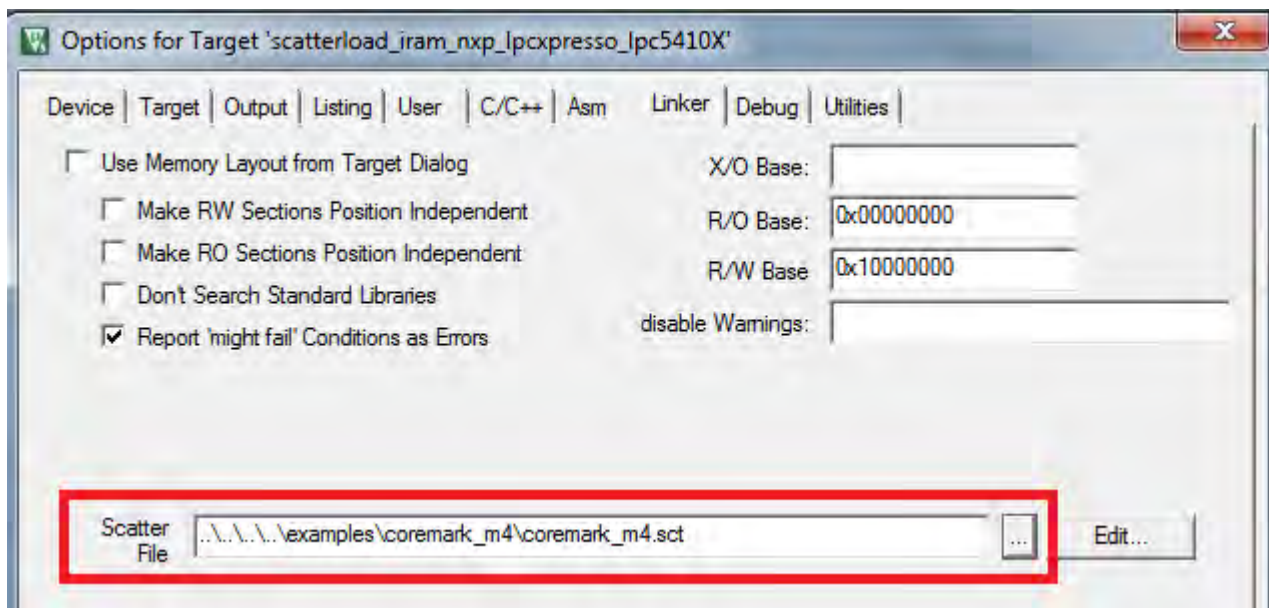 Options for Target 'scatterload_iram_nxp_lpcxpresso_lpc5410X'
Device Target Output Listing User C/C++ Asm Linker Debug Utilities
Use Memory Layout from Target Dialog
X/O Base:
Make RW Sections Position Independent
R/O Base: 0x00000000
Make RO Sections Position Independent
R/W Base 0x10000000
Don't Search Standard Libraries
disable Warnings:
Report 'might fail' Conditions as Errors
Scatter
File
..\..\..\..\examples\coremark_m4\coremark_m4.sct
...
Edit...